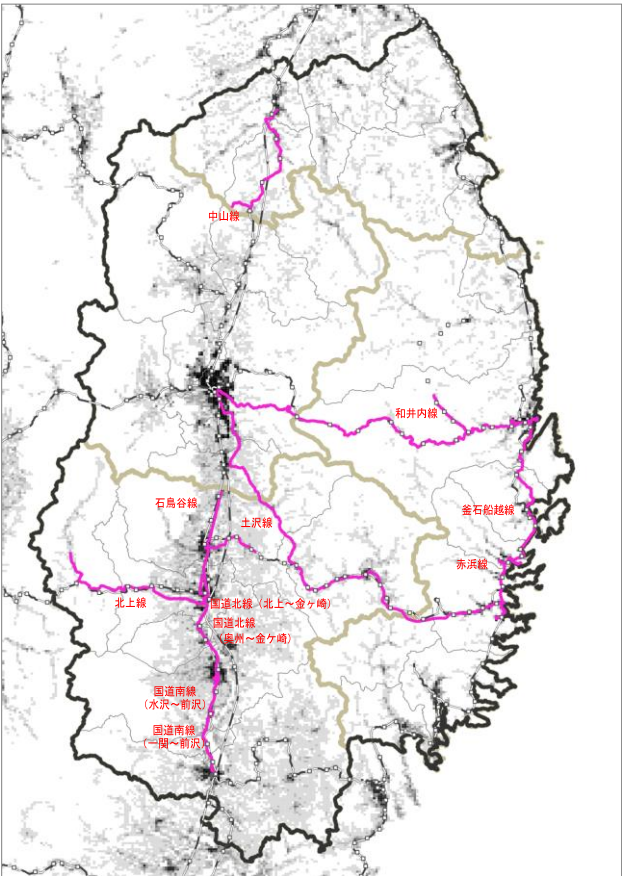 中山線
和井内線
石鳥谷線
釜石船越線
土沢線
赤浜線
北上線
国道北線（北上～金ヶ崎）
国道北線
（奥州～金ケ崎）
国道南線
（水沢～前沢）
国道南線
（一関～前沢）